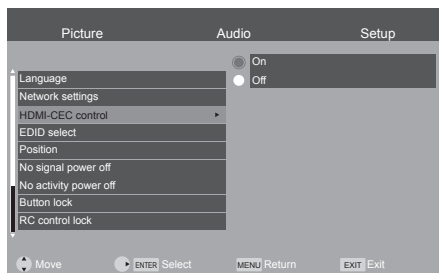 Picture Audio Setup
On
Language Off
Network settings
HDMI-CEC control
EDID select
Position
No signal power off
No activity power off
Button lock
RC control lock
Move ENTER Select MENU Return EXIT Exit